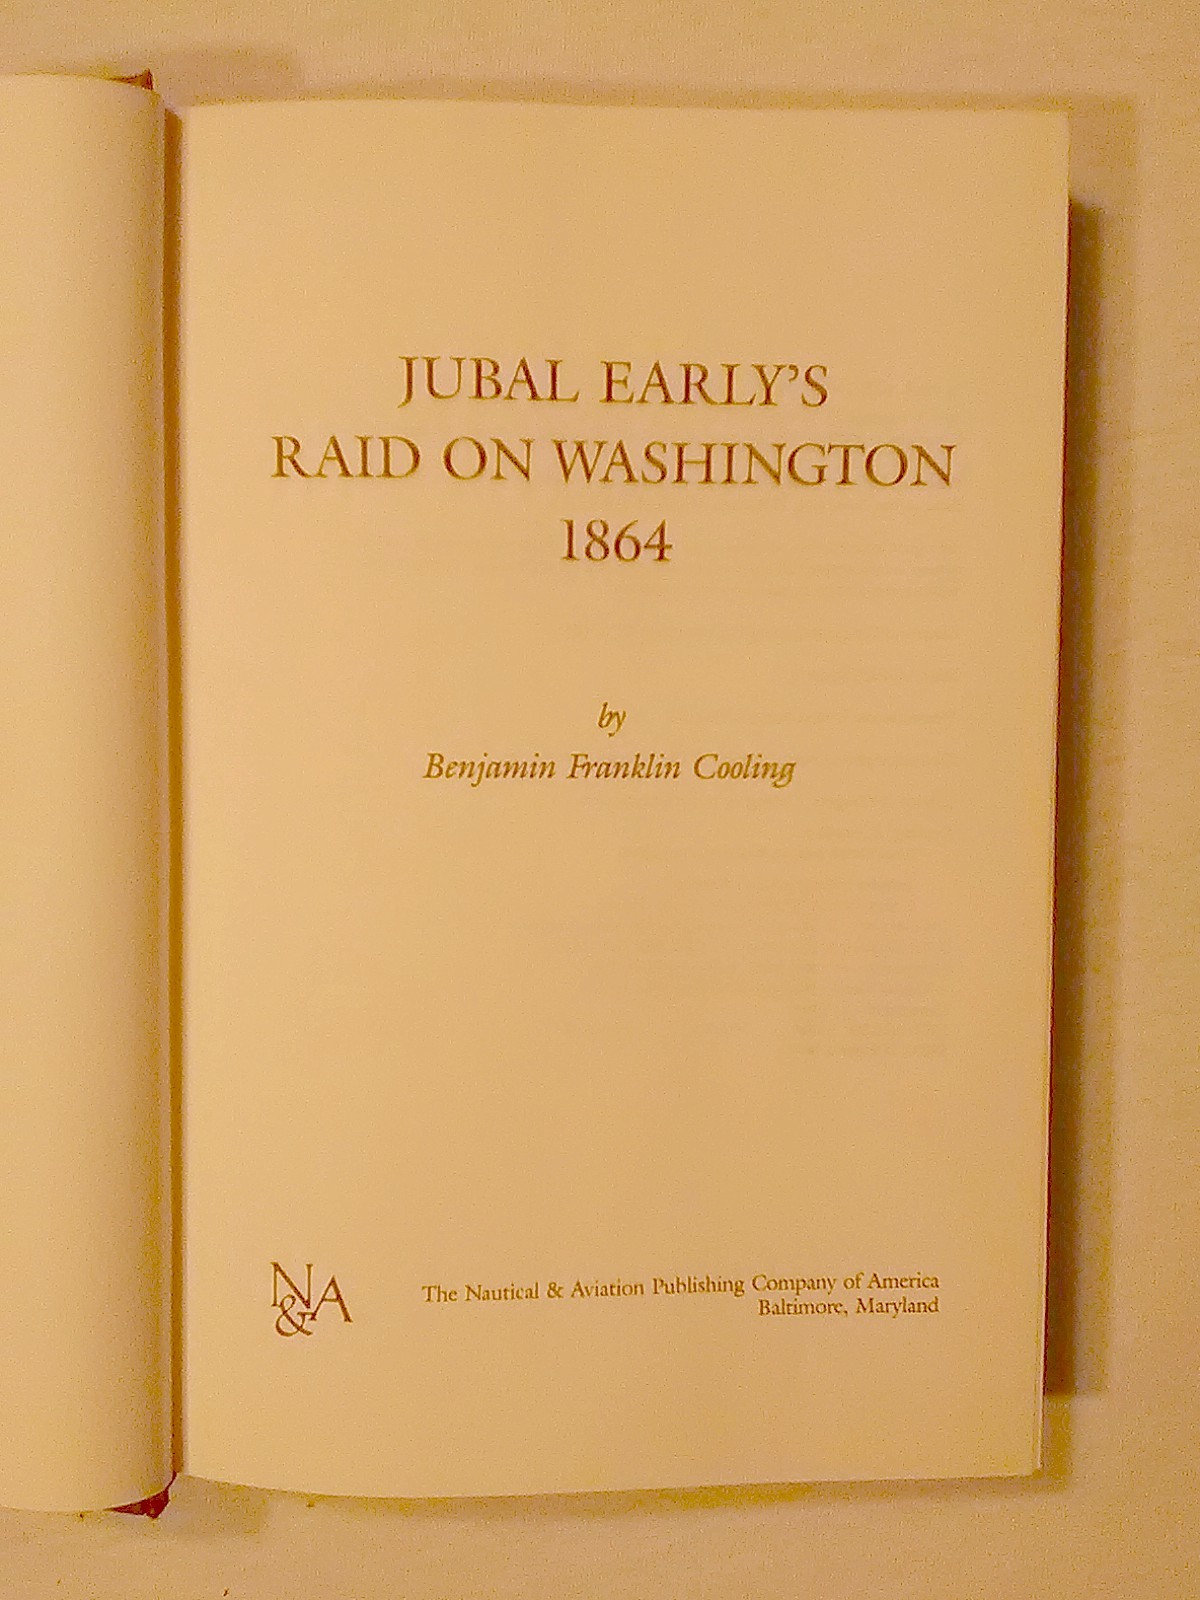 JUBAL EARLY'S
RAID ON WASHINGTON
1864
by
Benjamin Franklin Cooling
N&A
The Nautical & Aviation Publishing Company of America
Baltimore, Maryland